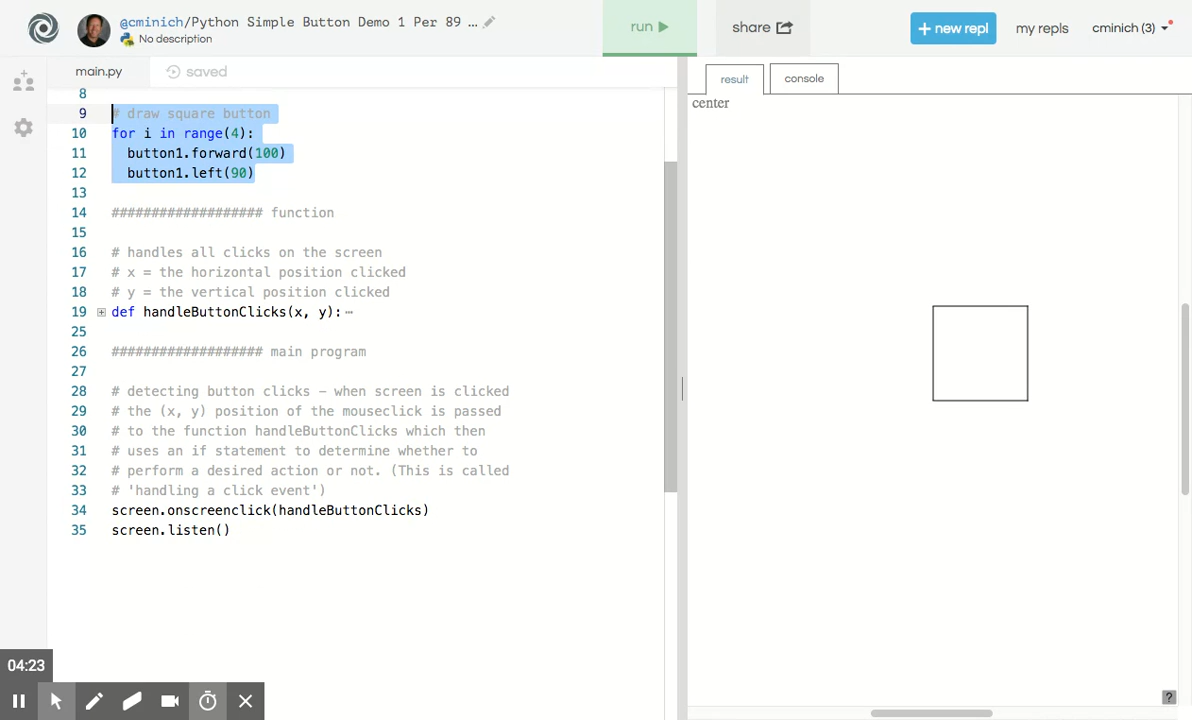 @cminich/Python Simple Button Demo 1 Per 89 ...
No description
run
share
+ new repl
my repls
cminich (3)
main.py
saved
result
console
8
9 # draw square button
10 for i in range(4):
11 button1.forward(100)
12 button1.left(90)
13
14 ################### function
15
16 # handles all clicks on the screen
17 # x = the horizontal position clicked
18 # y = the vertical position clicked
19 def handleButtonClicks(x, y):
25
26 ################### main program
27
28 # detecting button clicks – when screen is clicked
29 # the (x, y) position of the mouseclick is passed
30 # to the function handleButtonClicks which then
31 # uses an if statement to determine whether to
32 # perform a desired action or not. (This is called
33 # 'handling a click event')
34 screen.onscreenclick(handleButtonClicks)
35 screen.listen()
center
?
04:23